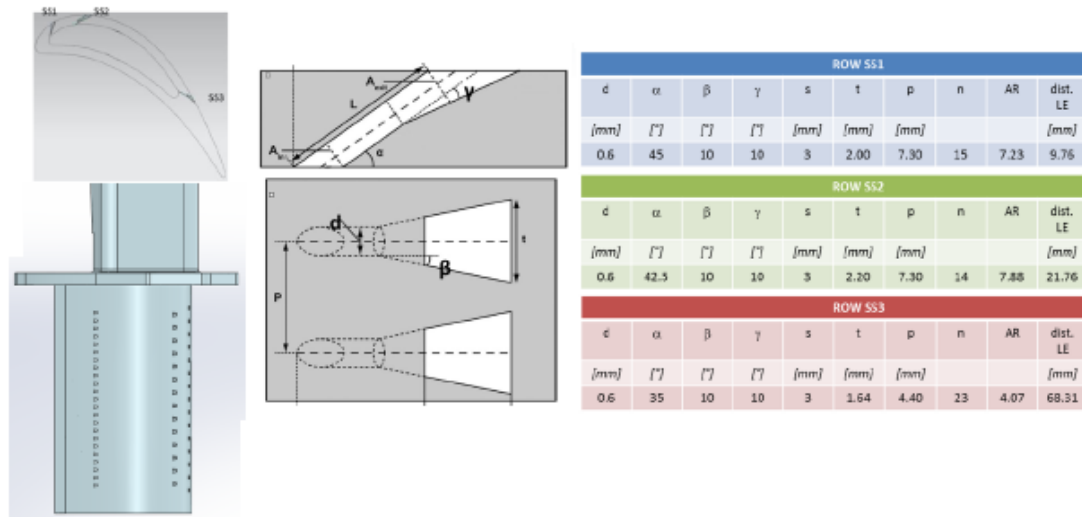 SS1
SS2
SS3
A
L
γ
A
α
d
β
t
P
ROW SS1
d α β γ s t p n AR dist. LE
[mm] [°] [°] [°] [mm] [mm] [mm] [mm]
0.6 45 10 10 3 2.00 7.30 15 7.23 9.76
ROW SS2
d α β γ s t p n AR dist. LE
[mm] [°] [°] [°] [mm] [mm] [mm] [mm]
0.6 42.5 10 10 3 2.20 7.30 14 7.88 21.76
ROW SS3
d α β γ s t p n AR dist. LE
[mm] [°] [°] [°] [mm] [mm] [mm] [mm]
0.6 35 10 10 3 1.64 4.40 23 4.07 68.31